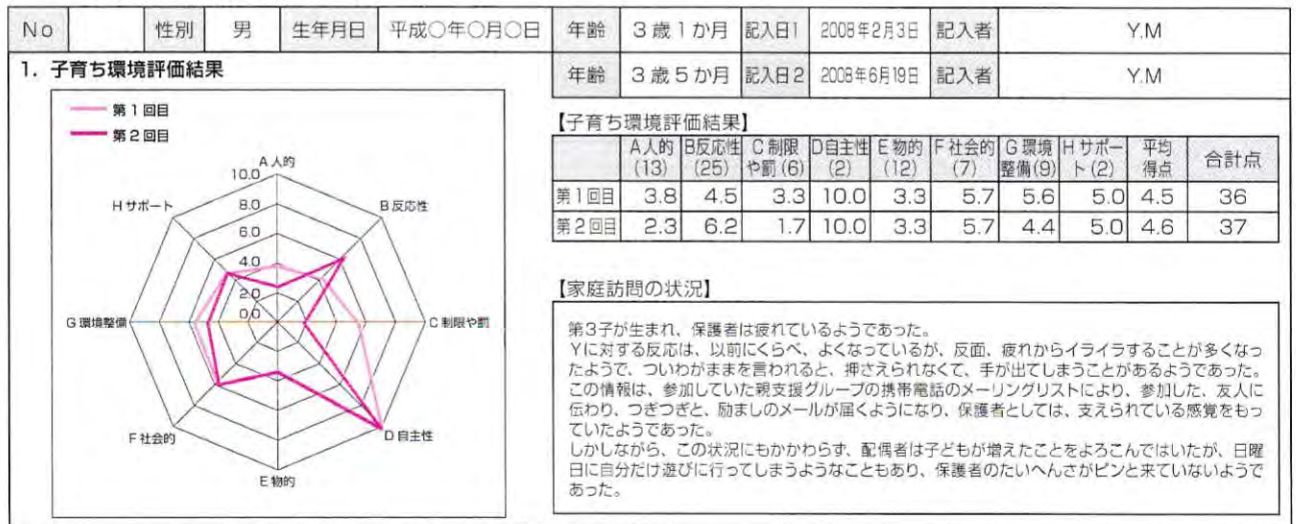 No 性別 男 生年月日 平成○年○月○日 年齢 3歳1か月 記入日1 2008年2月3日 記入者 Y.M
年齢 3歳5か月 記入日2 2008年6月19日 記入者 Y.M
1. 子育ち環境評価結果
第1回目
第2回目
A人的
10.0
8.0
6.0
4.0
2.0
0.0
B反応性
C制限や罰
D自主性
E物的
F社会的
G環境整備
Hサポート
【子育ち環境評価結果】
A人的(13) B反応性(25) C制限や罰(6) D自主性(2) E物的(12) F社会的(7) G環境整備(9) Hサポート(2) 平均得点 合計点
第1回目 3.8 4.5 3.3 10.0 3.3 5.7 5.6 5.0 4.5 36
第2回目 2.3 6.2 1.7 10.0 3.3 5.7 4.4 5.0 4.6 37
【家庭訪問の状況】
第3子が生まれ、保護者は疲れているようであった。
Yに対する反応は、以前にくらべ、よくなっているが、反面、疲れからイライラすることが多くなっ
たようで、ついわがままを言われると、押さえられなくて、手が出てしまうことがあるようであった。
この情報は、参加していた親支援グループの携帯電話のメーリングリストにより、参加した、友人に
伝わり、つぎつぎと、励ましのメールが届くようになり、保護者としては、支えられている感覚をもっ
ていたようであった。
しかしながら、この状況にもかかわらず、配偶者は子どもが増えたことをよろこんではいたが、日曜
日に自分だけ遊びに行ってしまうようなこともあり、保護者のたいへんさがピンと来ていないようで
あった。